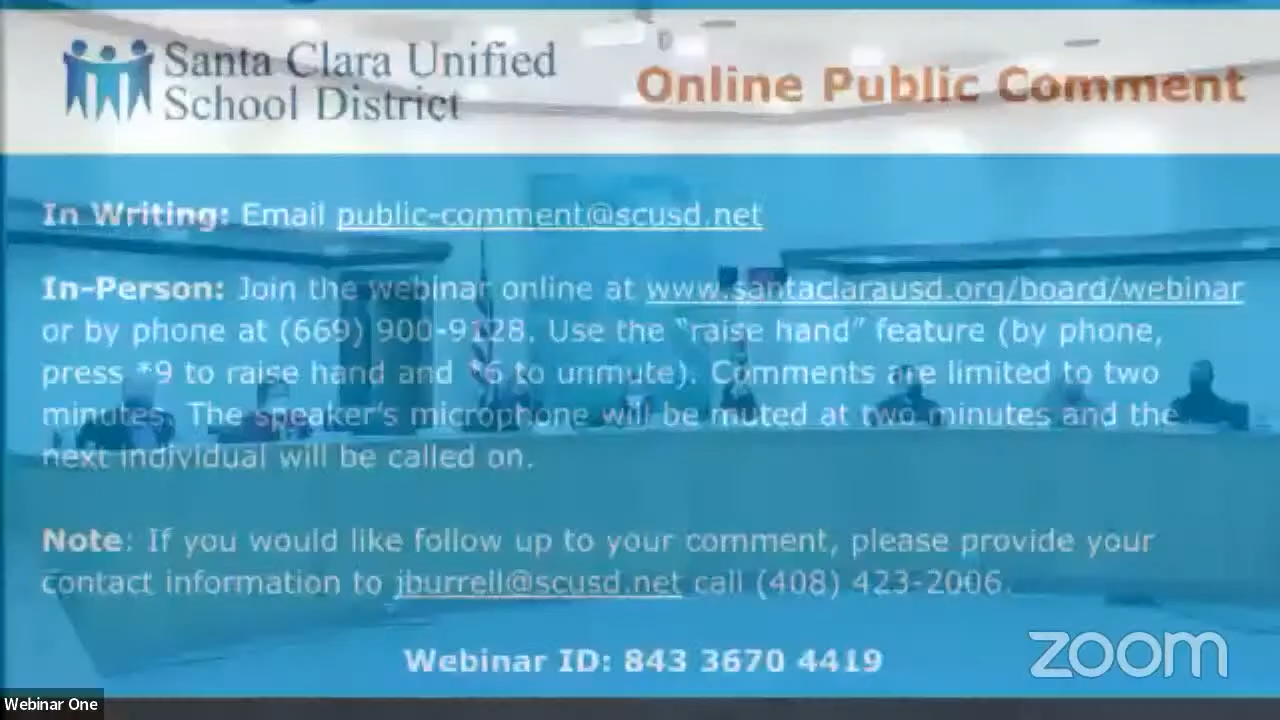 Santa Clara Unified
School District
Online Public Comment
In Writing: Email public-comment@scusd.net
In-Person: Join the webinar online at www.santaclarausd.org/board/webinar
or by phone at (669) 900-9128. Use the “raise hand” feature (by phone,
press *9 to raise hand and *6 to unmute). Comments are limited to two
minutes. The speaker’s microphone will be muted at two minutes and the
next individual will be called on.
Note: If you would like follow up to your comment, please provide your
contact information to jburrell@scusd.net call (408) 423-2006.
Webinar ID: 843 3670 4419
zoom
Webinar One